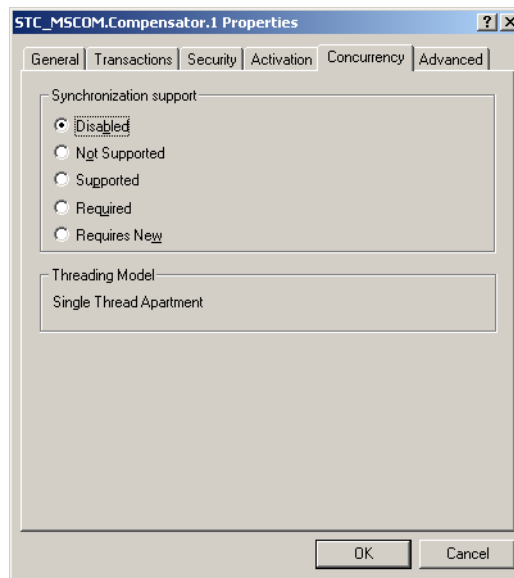 STC_MSCOM.Compensator.1 Properties
General Transactions Security Activation Concurrency Advanced
Synchronization support
Disabled
Not Supported
Supported
Required
Requires New
Threading Model
Single Thread Apartment
OK Cancel